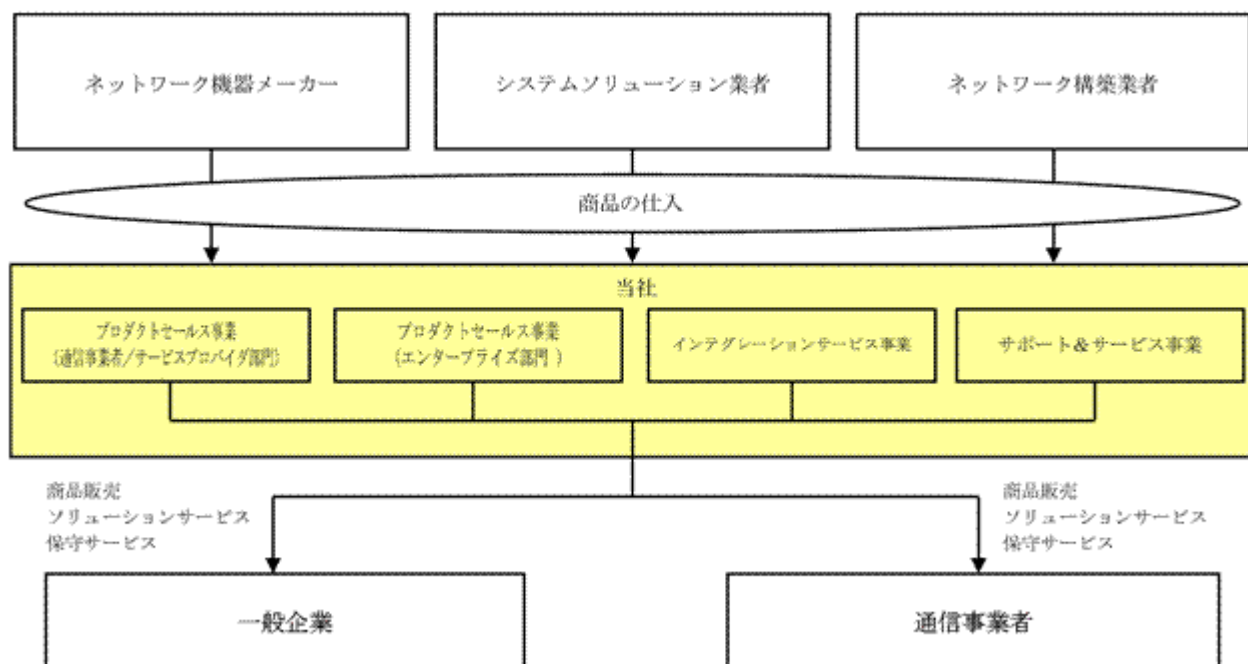 ネットワーク機器メーカー
システムソリューション業者
ネットワーク構築業者
商品の仕入
当社
プロダクトセールス事業
(通信事業者/サービスプロバイダ部門)
プロダクトセールス事業
(エンタープライズ部門 )
インテグレーションサービス事業
サポート&サービス事業
商品販売
ソリューションサービス
保守サービス
商品販売
ソリューションサービス
保守サービス
一般企業
通信事業者